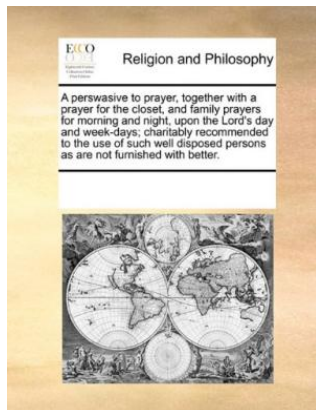 ECCO
Religion and Philosophy
A perswasive to prayer, together with a
prayer for the closet, and family prayers
for morning and night, upon the Lord's day
and week-days; charitably recommended
to the use of such well disposed persons
as are not furnished with better.